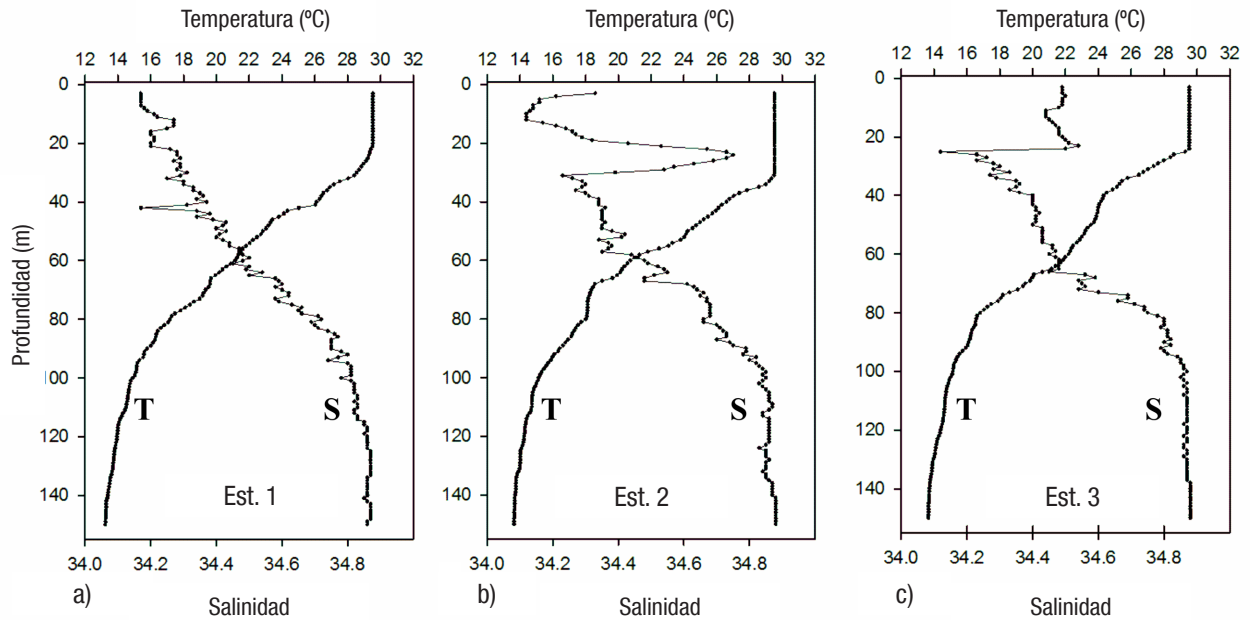 Temperatura (ºC) Temperatura (ºC) Temperatura (ºC)
12 14 16 18 20 22 24 26 28 30 32 12 14 16 18 20 22 24 26 28 30 32 12 14 16 18 20 22 24 26 28 30 32
Profundidad (m)
0 0 0
20 20 20
40 40 40
60 60 60
80 80 80
100 100 100
T S T S T S
120 120 120
140 140 140
Est. 1 Est. 2 Est. 3
34.0 34.2 34.4 34.6 34.8 34.0 34.2 34.4 34.6 34.8 34.0 34.2 34.4 34.6 34.8
a) Salinidad b) Salinidad c) Salinidad